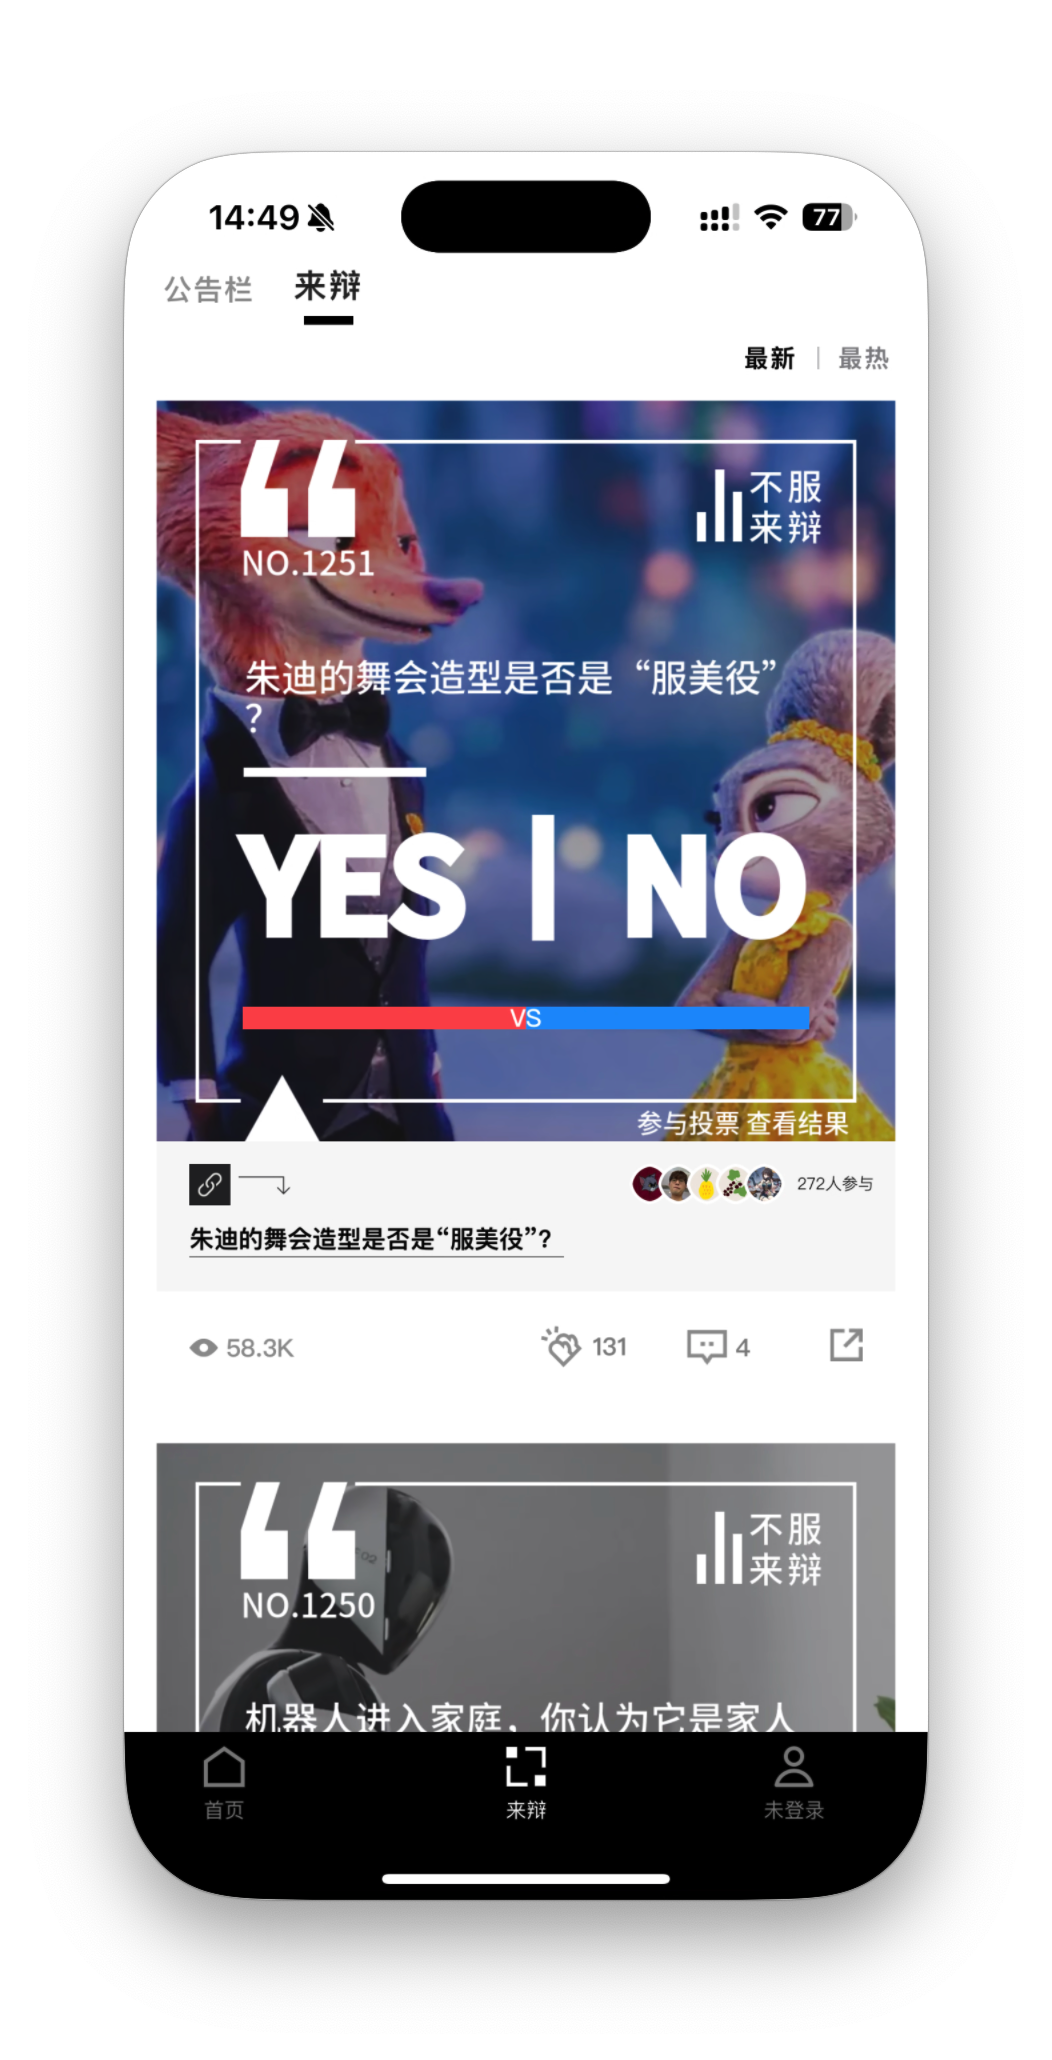 14:49
77
公告栏 来辩
最新 | 最热
不服
来辩
NO.1251
朱迪的舞会造型是否是“服美役”
？
YES | NO
VS
参与投票 查看结果
272人参与
朱迪的舞会造型是否是“服美役”?
58.3K 131 4
不服
来辩
NO.1250
机器人进入家庭，你认为它是家人
首页 来辩 未登录